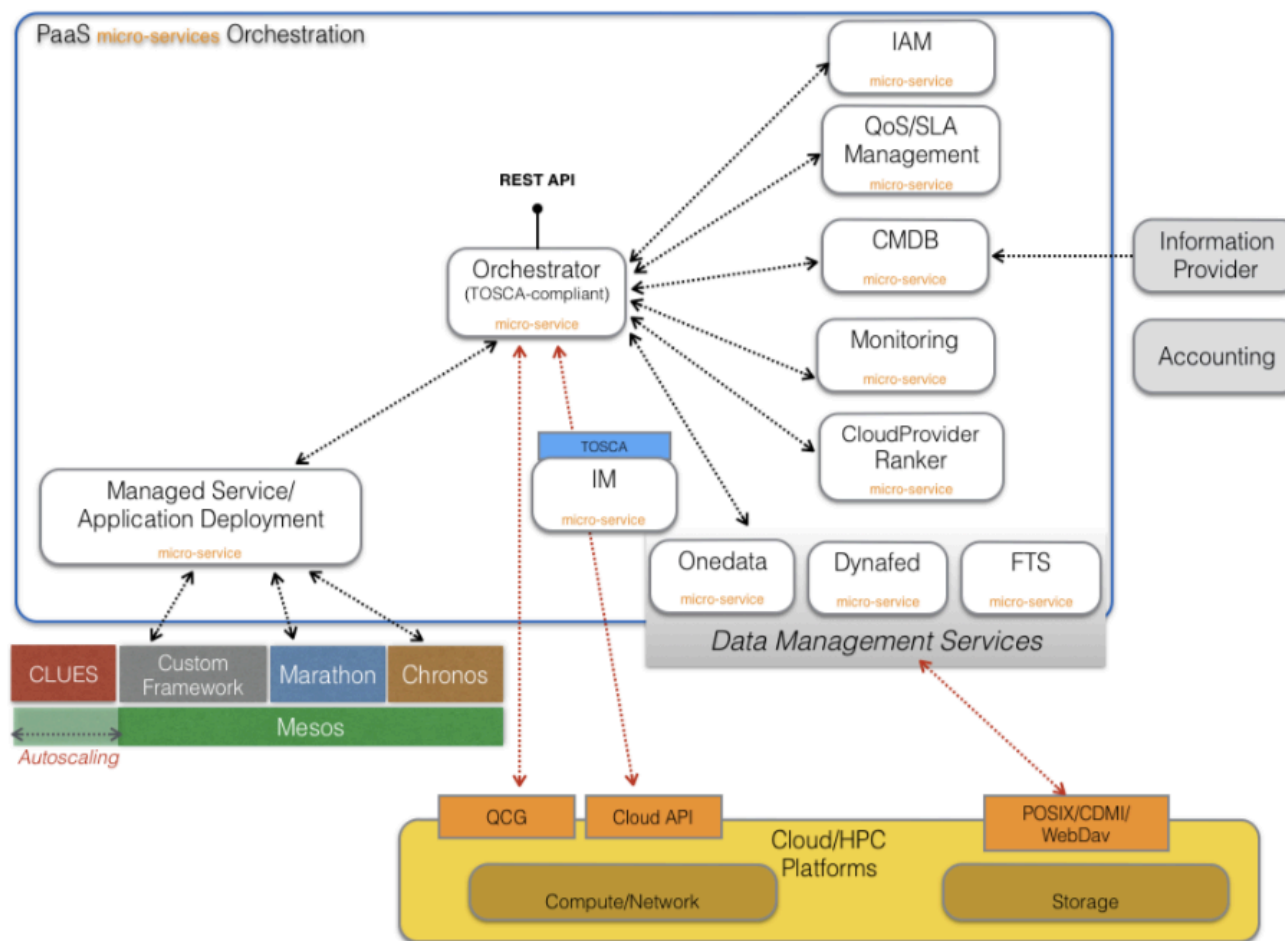 PaaS micro-services Orchestration
IAM
micro-service
QoS/SLA
Management
micro-service
REST API
CMDB
micro-service
Information
Provider
Orchestrator
(TOSCA-compliant)
micro-service
Monitoring
micro-service
Accounting
CloudProvider
Ranker
micro-service
TOSCA
IM
micro-service
Managed Service/
Application Deployment
micro-service
Onedata
micro-service
Dynafed
micro-service
FTS
micro-service
Data Management Services
CLUES
Custom
Framework
Marathon
Chronos
Mesos
Autoscaling
QCG
Cloud API
POSIX/CDMI/
WebDav
Cloud/HPC
Platforms
Compute/Network
Storage